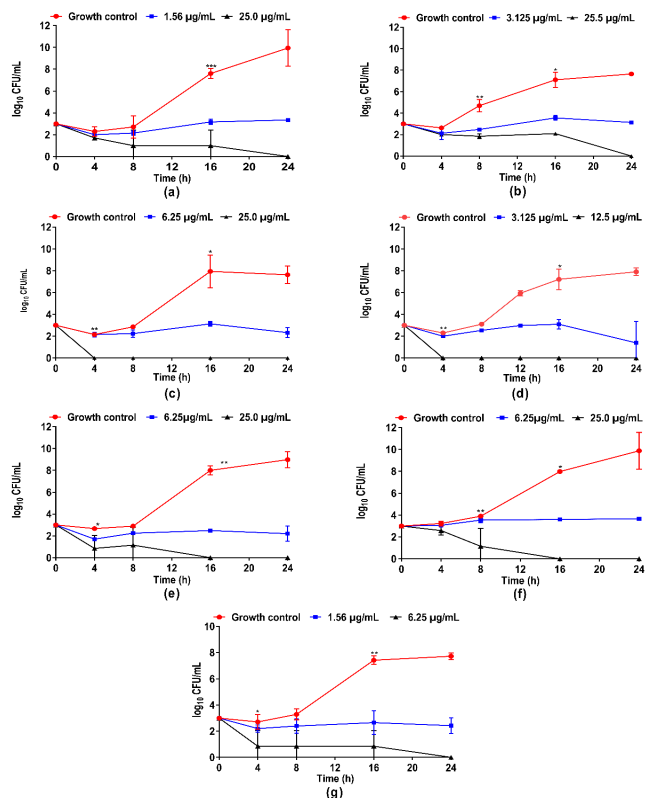 Growth control 1.56 µg/mL 25.0 µg/mL
12
10
8
6
4
2
0
log10 CFU/mL
***
0 4 8 12 16 20 24
Time (h)
(a)
Growth control 3.125 µg/mL 25.5 µg/mL
12
10
8
6
4
2
0
log10 CFU/mL
** *
0 4 8 12 16 20 24
Time (h)
(b)
Growth control 6.25 µg/mL 25.0 µg/mL
12
10
8
6
4
2
0
log10 CFU/mL
** *
0 4 8 12 16 20 24
Time (h)
(c)
Growth control 3.125 µg/mL 12.5 µg/mL
12
10
8
6
4
2
0
log10 CFU/mL
** *
0 4 8 12 16 20 24
Time (h)
(d)
Growth control 6.25µg/mL 25.0 µg/mL
12
10
8
6
4
2
0
log10 CFU/mL
* **
0 4 8 12 16 20 24
Time (h)
(e)
Growth control 6.25µg/mL 25.0 µg/mL
12
10
8
6
4
2
0
log10 CFU/mL
** *
0 4 8 12 16 20 24
Time (h)
(f)
Growth control 1.56 µg/mL 6.25 µg/mL
10
8
6
4
2
0
log10 CFU/mL
* **
0 4 8 12 16 20 24
Time (h)
(g)